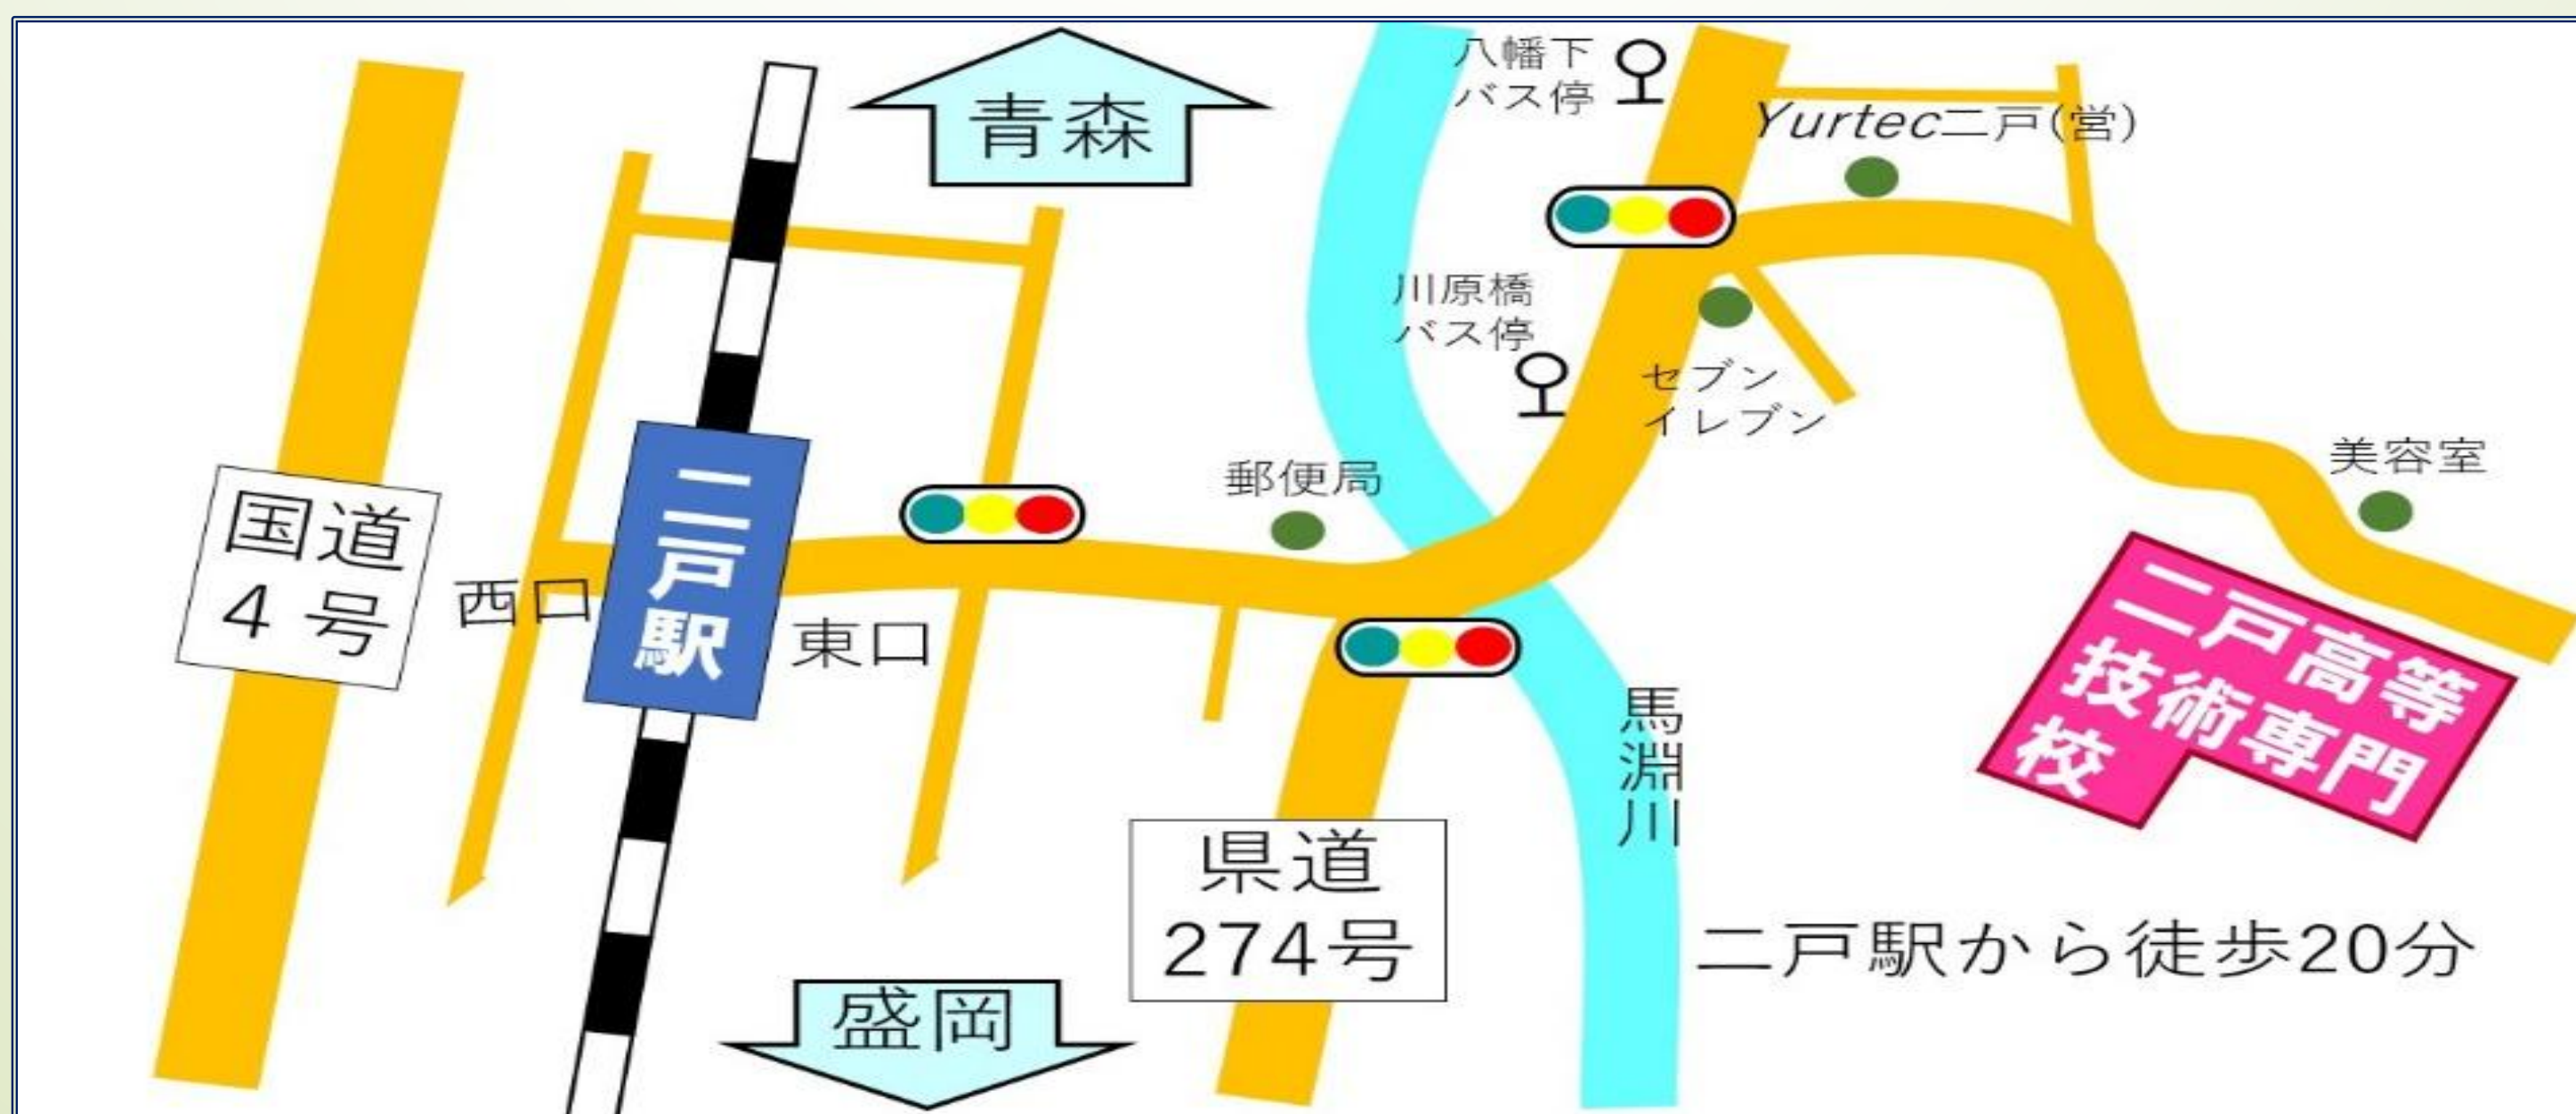 青森
八幡下
バス停
Yurtec二戸(営)
川原橋
バス停
セブン
イレブン
郵便局
美容室
国道
4号
西口
二戸駅
東口
二戸高等
技術専門
校
馬淵川
県道
274号
二戸駅から徒歩20分
盛岡